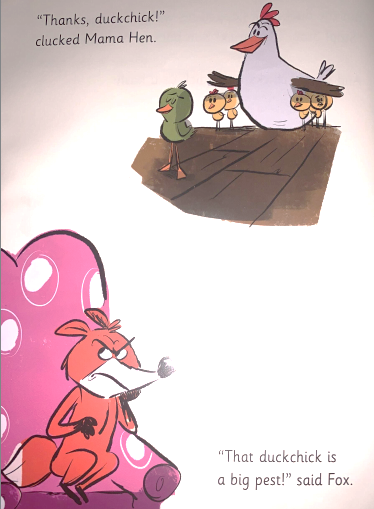 “Thanks, duckchick!”
clucked Mama Hen.
“That duckchick is
a big pest!” said Fox.